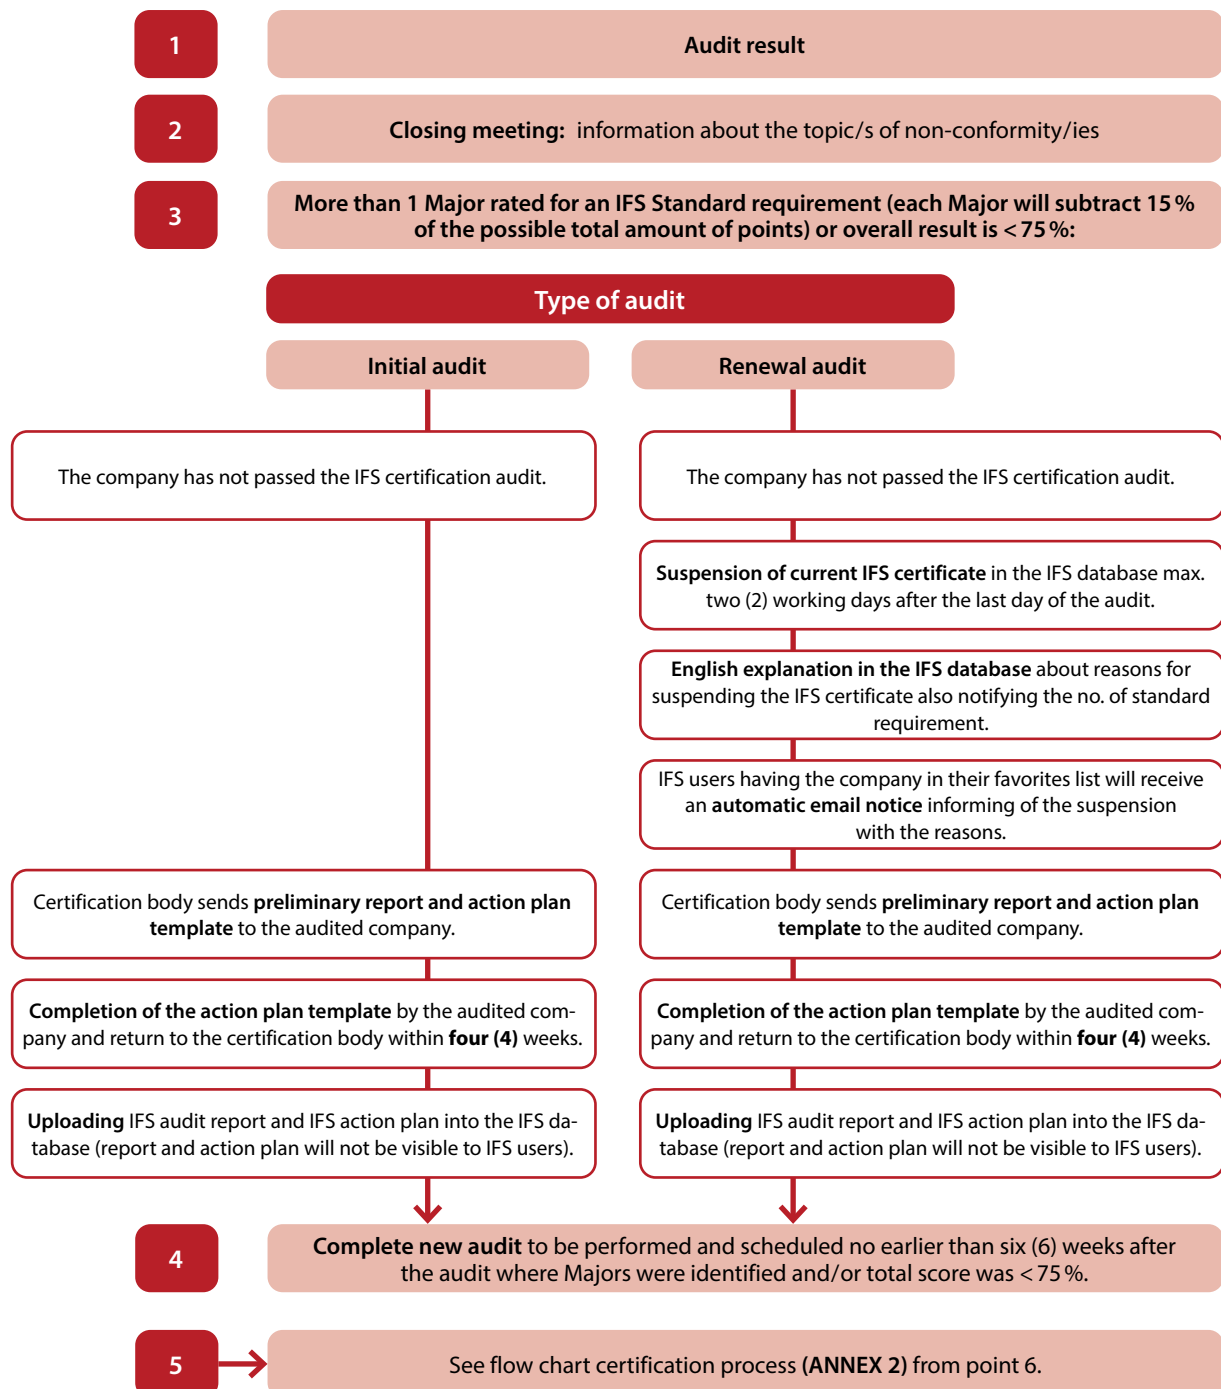 1
Audit result
2
Closing meeting: information about the topic/s of non-conformity/ies
3
More than 1 Major rated for an IFS Standard requirement (each Major will subtract 15 %
of the possible total amount of points) or overall result is < 75 %:
Type of audit
Initial audit
Renewal audit
The company has not passed the IFS certification audit.
The company has not passed the IFS certification audit.
Suspension of current IFS certificate in the IFS database max.
two (2) working days after the last day of the audit.
English explanation in the IFS database about reasons for
suspending the IFS certificate also notifying the no. of standard
requirement.
IFS users having the company in their favorites list will receive
an automatic email notice informing of the suspension
with the reasons.
Certification body sends preliminary report and action plan
template to the audited company.
Certification body sends preliminary report and action plan
template to the audited company.
Completion of the action plan template by the audited com-
pany and return to the certification body within four (4) weeks.
Completion of the action plan template by the audited com-
pany and return to the certification body within four (4) weeks.
Uploading IFS audit report and IFS action plan into the IFS da-
tabase (report and action plan will not be visible to IFS users).
Uploading IFS audit report and IFS action plan into the IFS da-
tabase (report and action plan will not be visible to IFS users).
4
Complete new audit to be performed and scheduled no earlier than six (6) weeks after
the audit where Majors were identified and/or total score was < 75 %.
5
See flow chart certification process (ANNEX 2) from point 6.